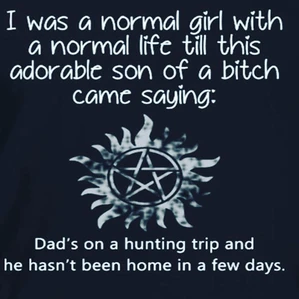 I was a normal girl with
a normal life till this
adorable son of a bitch
came saying:
Dad's on a hunting trip and
he hasn't been home in a few days.